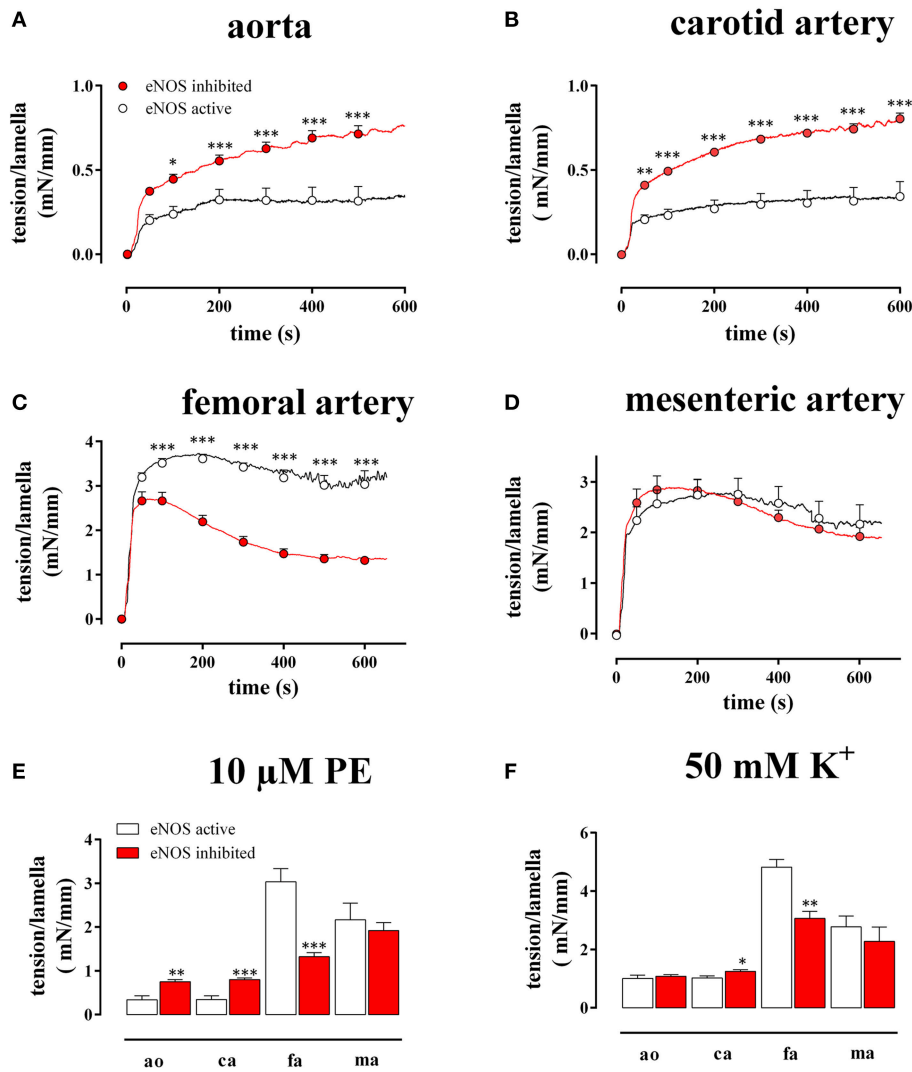 A
aorta
tension/lamella
(mN/mm)
1.0
0.5
0.0
eNOS inhibited
eNOS active
* *** *** *** ***
0 200 400 600
time (s)
B
carotid artery
tension/lamella
( mN/mm)
1.0
0.5
0.0
** *** *** *** *** *** ***
0 200 400 600
time (s)
C
femoral artery
tension/lamella
(mN/mm)
4
3
2
1
0
*** *** *** *** *** ***
0 200 400 600
time (s)
D
mesenteric artery
tension/lamella
(mN/mm)
3
2
1
0
0 200 400 600
time (s)
E
10 µM PE
tension/lamella
( mN/mm)
4
3
2
1
0
eNOS active
eNOS inhibited
** *** ***
ao ca fa ma
F
50 mM K+
tension/lamella
( mN/mm)
6
4
2
0
* **
ao ca fa ma